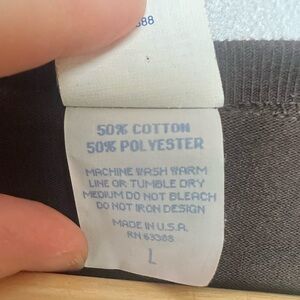 388
50% COTTON
50% POLYESTER
MACHINE WASH WARM
LINE OR TUMBLE DRY
MEDIUM DO NOT BLEACH
DO NOT IRON DESIGN
MADE IN U.S.A.
RN 63388
L